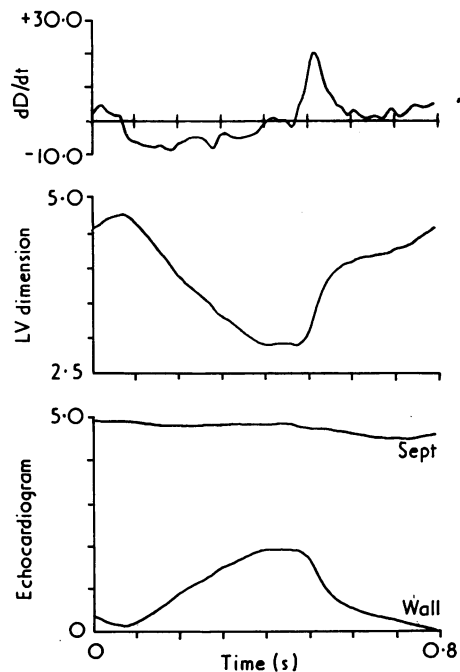 +30·0
dD/dt
-10·0
5·0
LV dimension
2·5
5·0
Sept
Echocardiogram
Wall
0
0
0·8
Time (s)